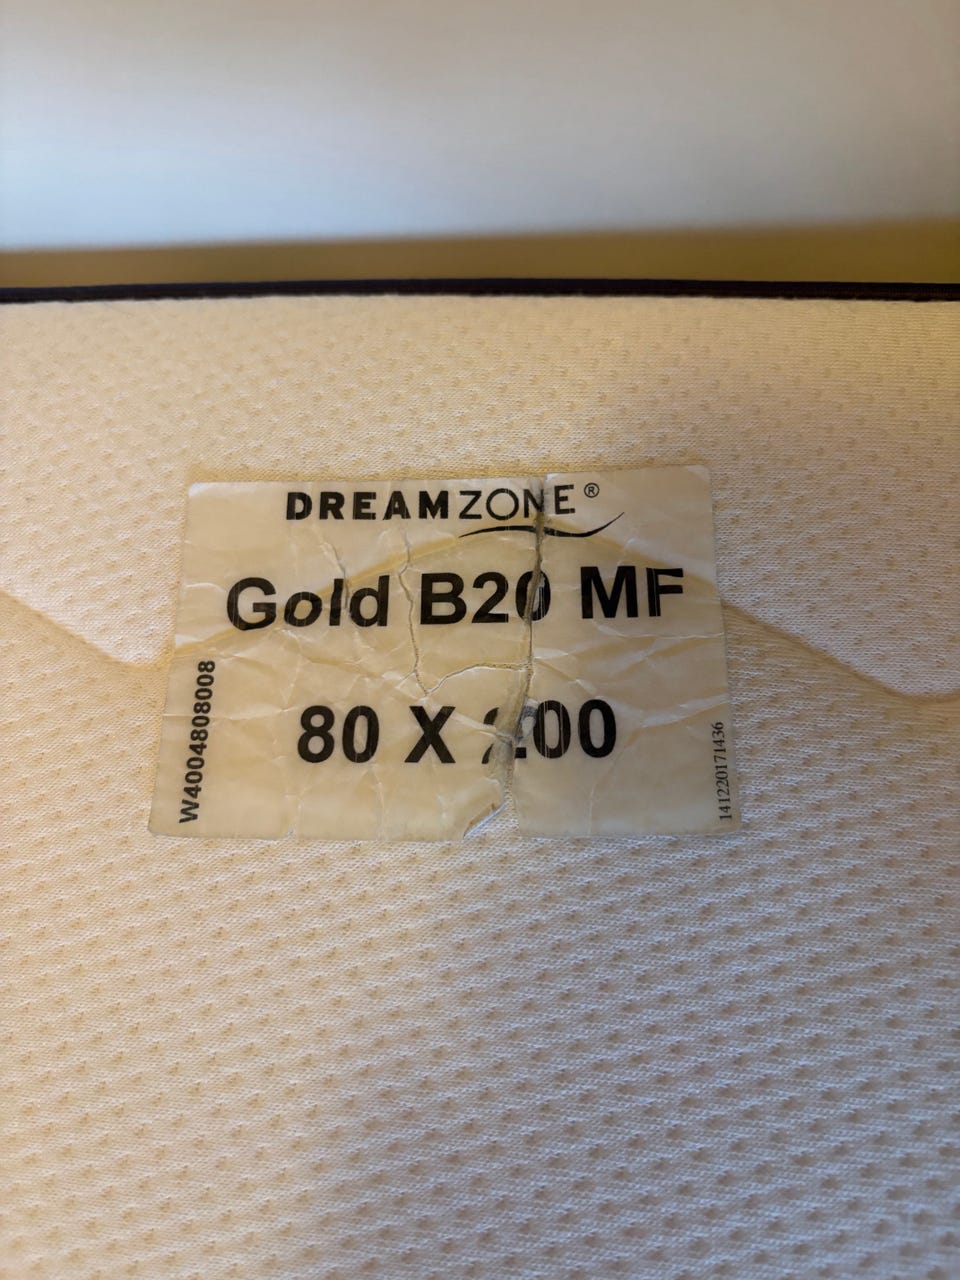 DREAMZONE®
Gold B20 MF
80 X 200
W4004808008
141220171436